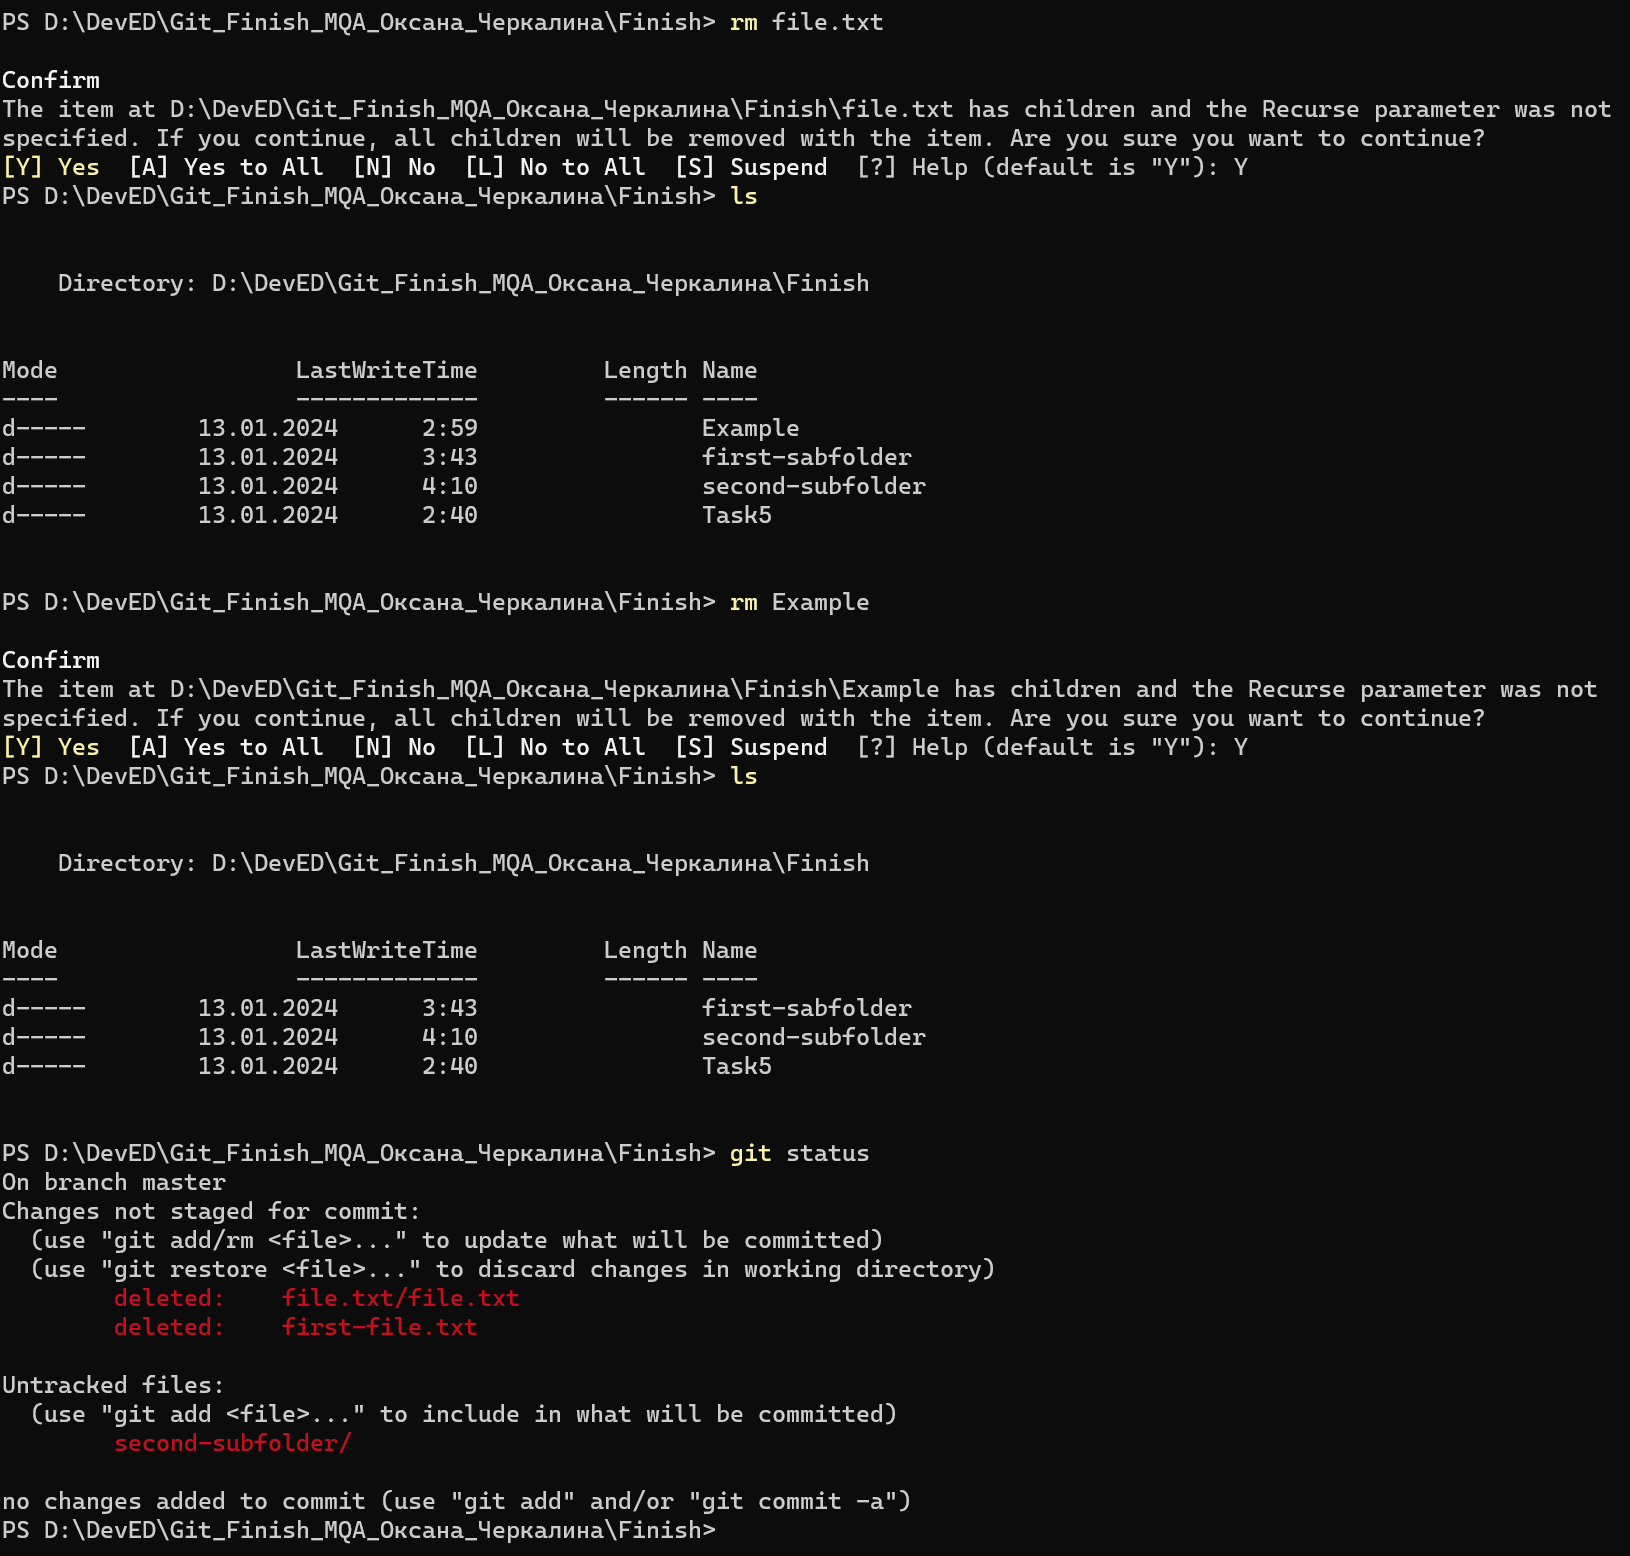 PS D:\DevED\Git_Finish_MQA_Оксана_Черкалина\Finish> rm file.txt
Confirm
The item at D:\DevED\Git_Finish_MQA_Оксана_Черкалина\Finish\file.txt has children and the Recurse parameter was not
specified. If you continue, all children will be removed with the item. Are you sure you want to continue?
[Y] Yes  [A] Yes to All  [N] No  [L] No to All  [S] Suspend  [?] Help (default is "Y"): Y
PS D:\DevED\Git_Finish_MQA_Оксана_Черкалина\Finish> ls
    Directory: D:\DevED\Git_Finish_MQA_Оксана_Черкалина\Finish
Mode                 LastWriteTime         Length Name
----                 -------------         ------ ----
d-----        13.01.2024      2:59                Example
d-----        13.01.2024      3:43                first-sabfolder
d-----        13.01.2024      4:10                second-subfolder
d-----        13.01.2024      2:40                Task5
PS D:\DevED\Git_Finish_MQA_Оксана_Черкалина\Finish> rm Example
Confirm
The item at D:\DevED\Git_Finish_MQA_Оксана_Черкалина\Finish\Example has children and the Recurse parameter was not
specified. If you continue, all children will be removed with the item. Are you sure you want to continue?
[Y] Yes  [A] Yes to All  [N] No  [L] No to All  [S] Suspend  [?] Help (default is "Y"): Y
PS D:\DevED\Git_Finish_MQA_Оксана_Черкалина\Finish> ls
    Directory: D:\DevED\Git_Finish_MQA_Оксана_Черкалина\Finish
Mode                 LastWriteTime         Length Name
----                 -------------         ------ ----
d-----        13.01.2024      3:43                first-sabfolder
d-----        13.01.2024      4:10                second-subfolder
d-----        13.01.2024      2:40                Task5
PS D:\DevED\Git_Finish_MQA_Оксана_Черкалина\Finish> git status
On branch master
Changes not staged for commit:
  (use "git add/rm <file>..." to update what will be committed)
  (use "git restore <file>..." to discard changes in working directory)
        deleted:    file.txt/file.txt
        deleted:    first-file.txt
Untracked files:
  (use "git add <file>..." to include in what will be committed)
        second-subfolder/
no changes added to commit (use "git add" and/or "git commit -a")
PS D:\DevED\Git_Finish_MQA_Оксана_Черкалина\Finish>